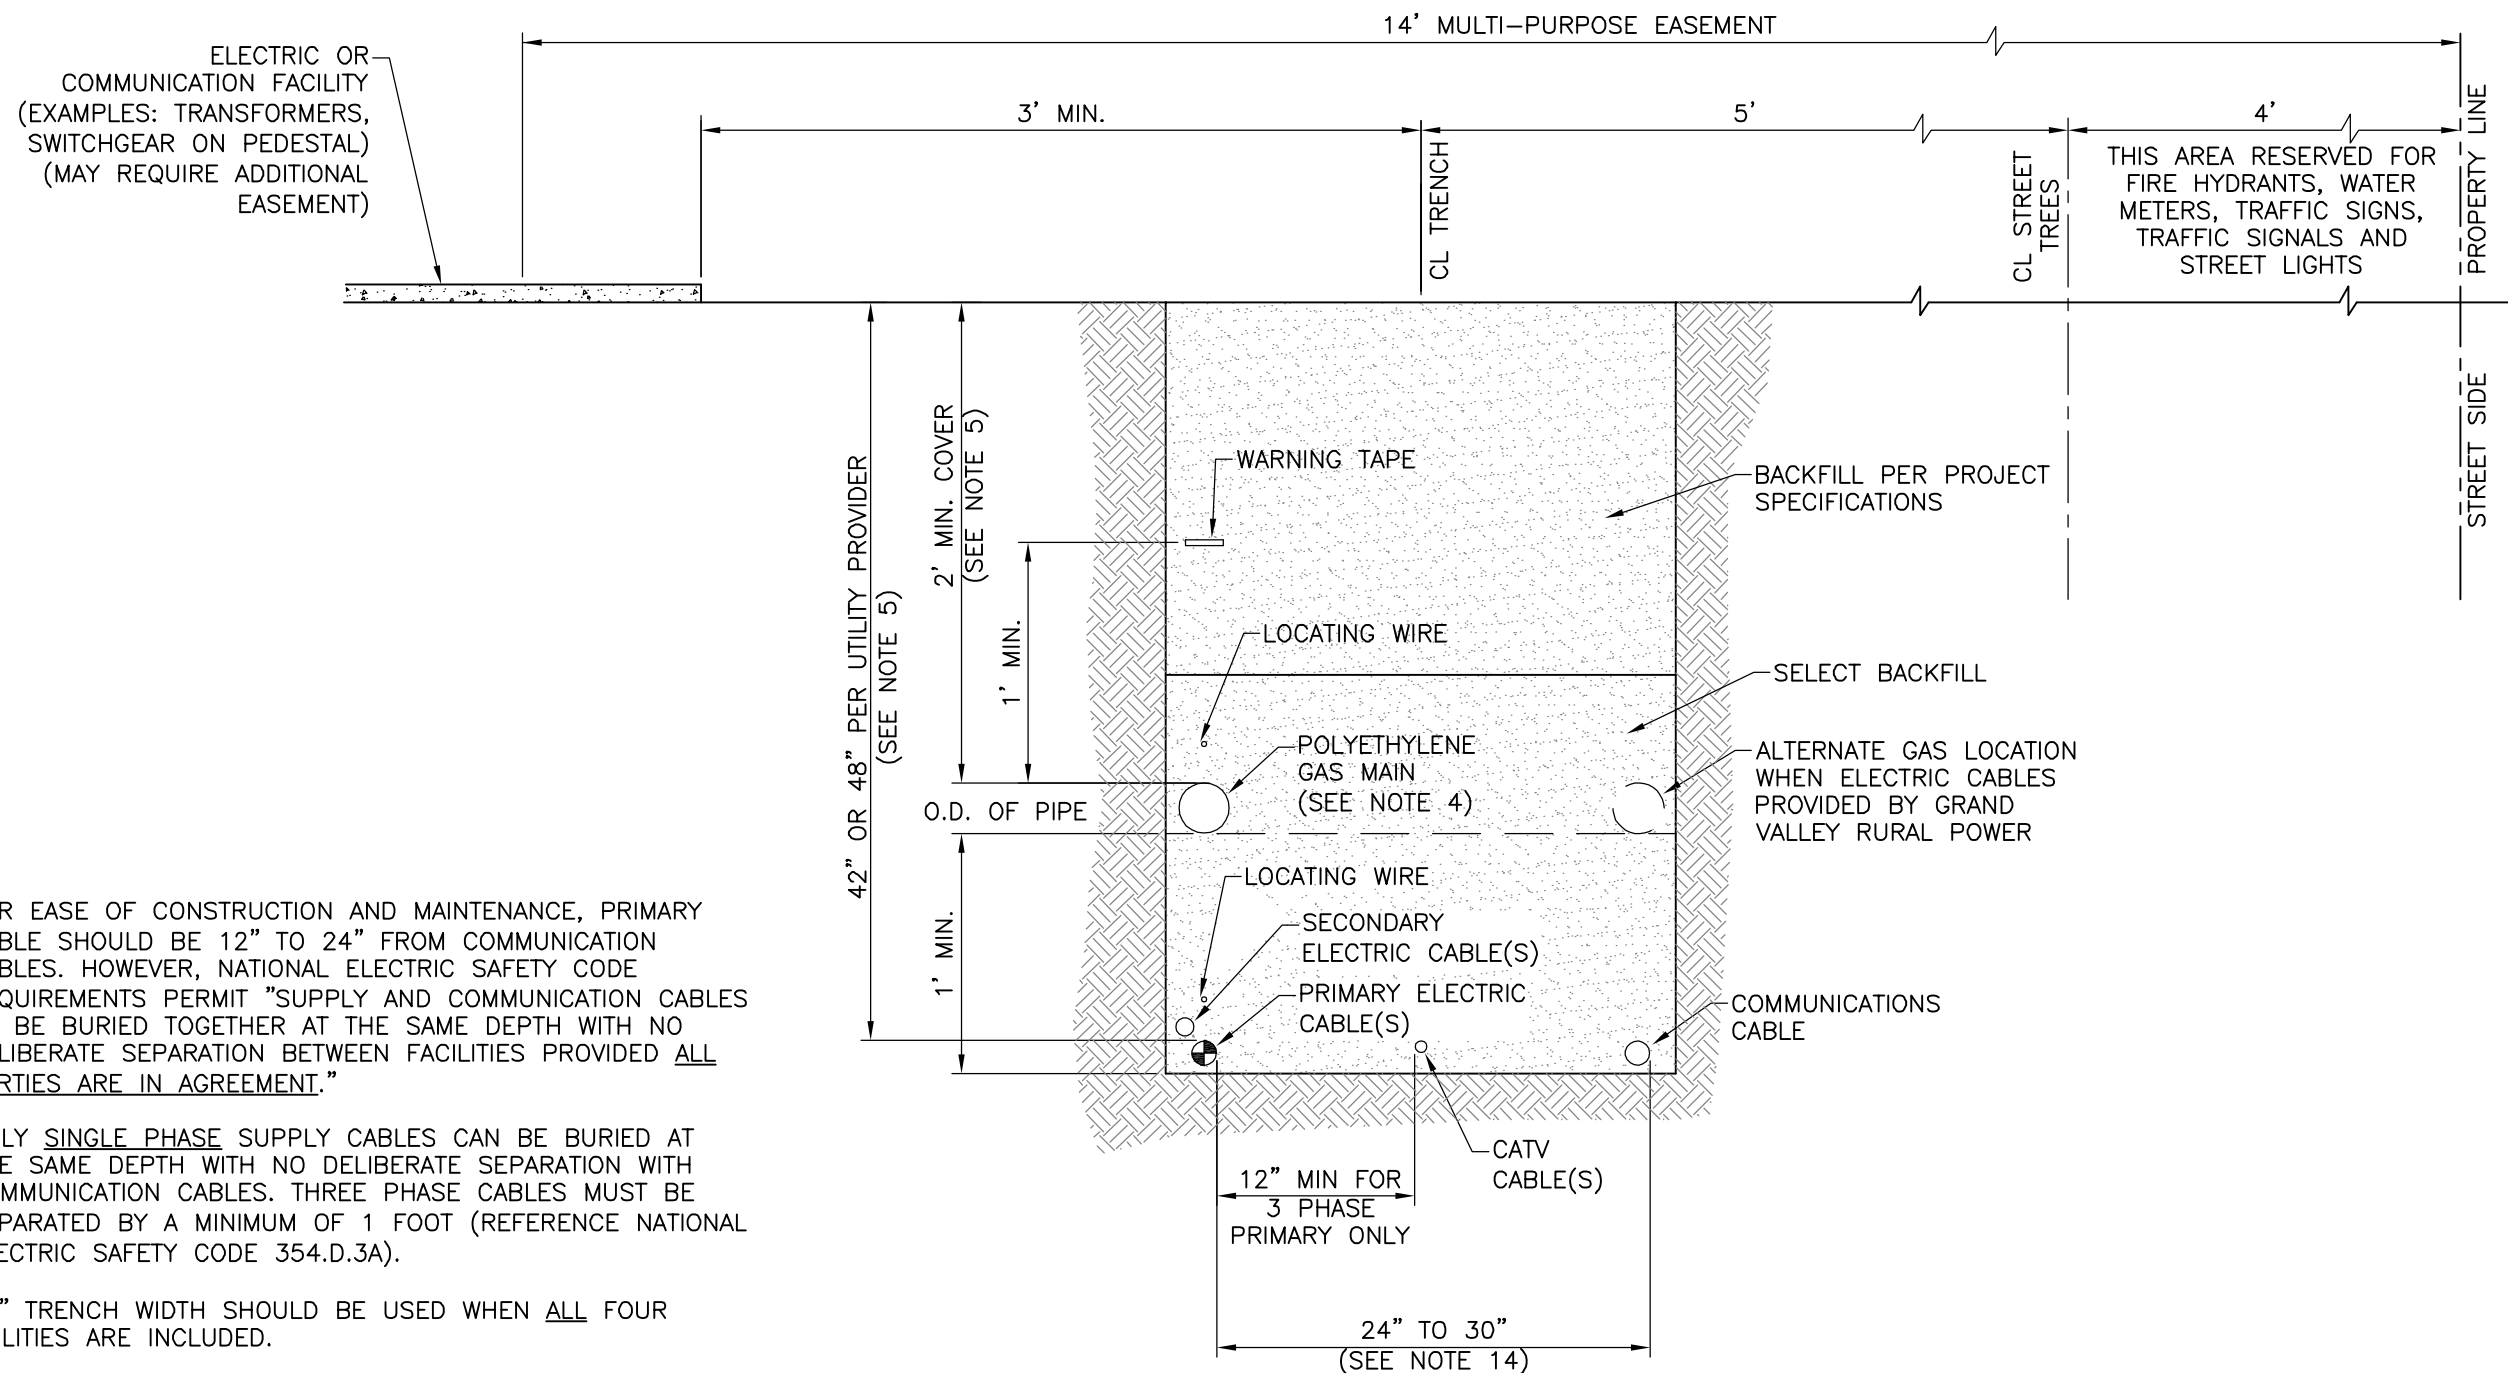 14' MULTI-PURPOSE EASEMENT
ELECTRIC OR
COMMUNICATION FACILITY
(EXAMPLES: TRANSFORMERS,
SWITCHGEAR ON PEDESTAL)
(MAY REQUIRE ADDITIONAL
EASEMENT)
3' MIN.
5'
4'
CL TRENCH
CL STREET
TREES
THIS AREA RESERVED FOR
FIRE HYDRANTS, WATER
METERS, TRAFFIC SIGNS,
TRAFFIC SIGNALS AND
STREET LIGHTS
PROPERTY LINE
STREET SIDE
42" OR 48" PER UTILITY PROVIDER
(SEE NOTE 5)
2' MIN. COVER
(SEE NOTE 5)
1' MIN.
WARNING TAPE
BACKFILL PER PROJECT
SPECIFICATIONS
LOCATING WIRE
SELECT BACKFILL
POLYETHYLENE
GAS MAIN
(SEE NOTE 4)
ALTERNATE GAS LOCATION
WHEN ELECTRIC CABLES
PROVIDED BY GRAND
VALLEY RURAL POWER
O.D. OF PIPE
1' MIN.
LOCATING WIRE
SECONDARY
ELECTRIC CABLE(S)
PRIMARY ELECTRIC
CABLE(S)
COMMUNICATIONS
CABLE
CATV
CABLE(S)
12" MIN FOR
3 PHASE
PRIMARY ONLY
24" TO 30"
(SEE NOTE 14)
R EASE OF CONSTRUCTION AND MAINTENANCE, PRIMARY
BLE SHOULD BE 12" TO 24" FROM COMMUNICATION
BLES. HOWEVER, NATIONAL ELECTRIC SAFETY CODE
QUIREMENTS PERMIT "SUPPLY AND COMMUNICATION CABLES
BE BURIED TOGETHER AT THE SAME DEPTH WITH NO
LIBERATE SEPARATION BETWEEN FACILITIES PROVIDED ALL
RTIES ARE IN AGREEMENT."
LY SINGLE PHASE SUPPLY CABLES CAN BE BURIED AT
E SAME DEPTH WITH NO DELIBERATE SEPARATION WITH
MMUNICATION CABLES. THREE PHASE CABLES MUST BE
PARATED BY A MINIMUM OF 1 FOOT (REFERENCE NATIONAL
ECTRIC SAFETY CODE 354.D.3A).
" TRENCH WIDTH SHOULD BE USED WHEN ALL FOUR
ILITIES ARE INCLUDED.